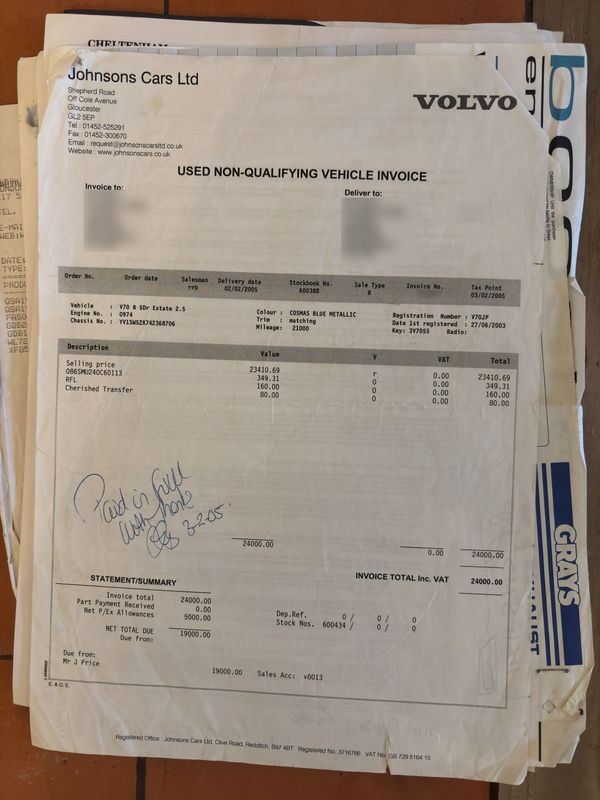 CHELTENHAM
Johnsons Cars Ltd
Shepherd Road
Off Cole Avenue
Gloucester
GL2 5EP
Tel : 01452-525291
Fax : 01452-300670
Email : request@johnsonscarsltd.co.uk
Website : www.johnsonscars.co.uk
VOLVO
USED NON-QUALIFYING VEHICLE INVOICE
Invoice to: Deliver to:
Order No. Order date Salesman Delivery date Stockbook No. Sale Type Invoice No. Tax Point
rrh 02/02/2005 600388 R 03/02/2005
Vehicle : V70 R 5Dr Estate 2.5 Colour : COSMAS BLUE METALLIC Registration Number : V70JP
Engine No. : 0974 Trim : matching Date 1st registered : 27/06/2003
Chassis No. : YV1SW52X742368706 Mileage: 21000 Key: 3V7055 Radio:
Description Value V VAT Total
Selling price 23410.69 r 0.00 23410.69
0865MU240C60113 349.31 O 0.00 349.31
RFL 160.00 O 0.00 160.00
Cherished Transfer 80.00 O 0.00 80.00
Paid in full
with thanks
3-2-05.
24000.00 0.00 24000.00
STATEMENT/SUMMARY INVOICE TOTAL Inc. VAT 24000.00
Invoice total 24000.00
Part Payment Received 0.00
Net P/Ex Allowances 5000.00
Dep.Ref. 0 / 0 / 0
Stock Nos. 600434 / 0 / 0
NET TOTAL DUE 19000.00
Due from:
Due from:
Mr J Price
19000.00 Sales Acc: v0013
E. & O.E.
Registered Office : Johnsons Cars Ltd, Clive Road, Redditch, B97 4BT Registered No. 3716766 VAT No. GB 729 5164 15
GRAYS